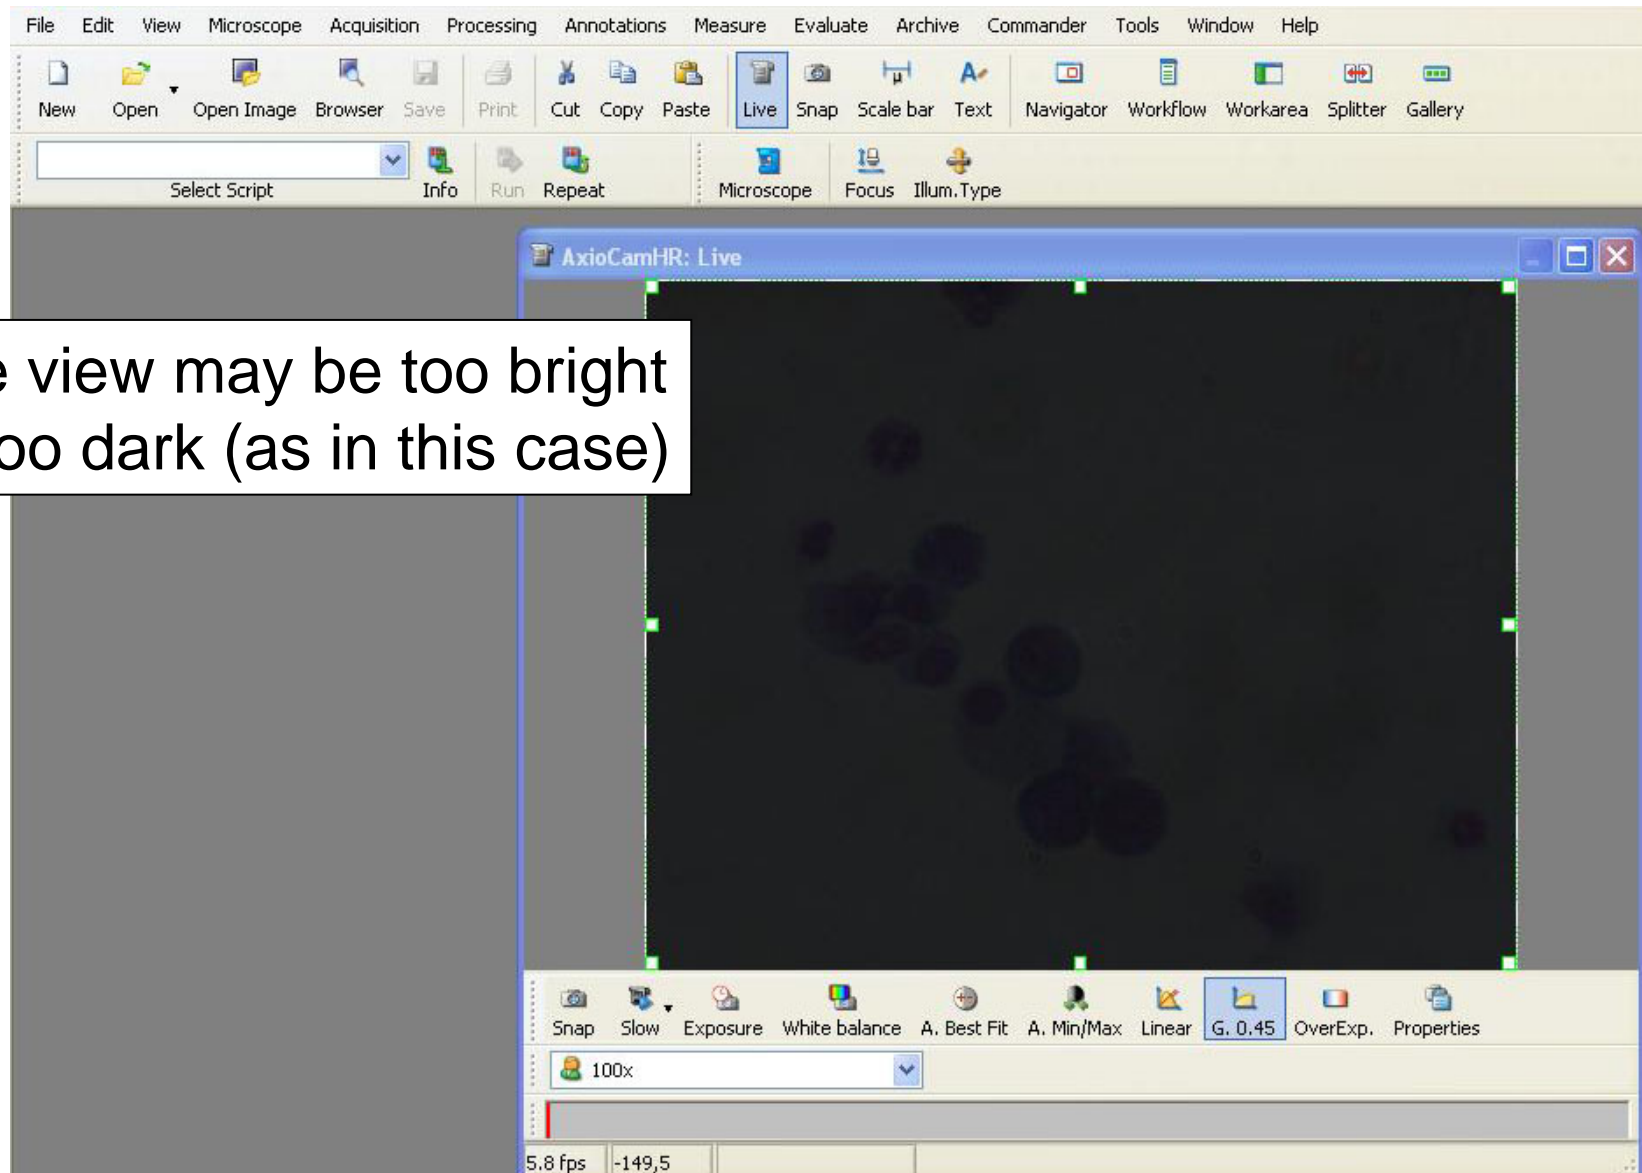 File Edit View Microscope Acquisition Processing Annotations Measure Evaluate Archive Commander Tools Window Help
New Open Open Image Browser Save Print Cut Copy Paste Live Snap Scale bar Text Navigator Workflow Workarea Splitter Gallery
Select Script Info Run Repeat Microscope Focus Illum.Type
AxioCamHR: Live
view may be too bright
dark (as in this case)
Snap Slow Exposure White balance A. Best Fit A. Min/Max Linear G. 0.45 OverExp. Properties
100x
5.8 fps -149,5